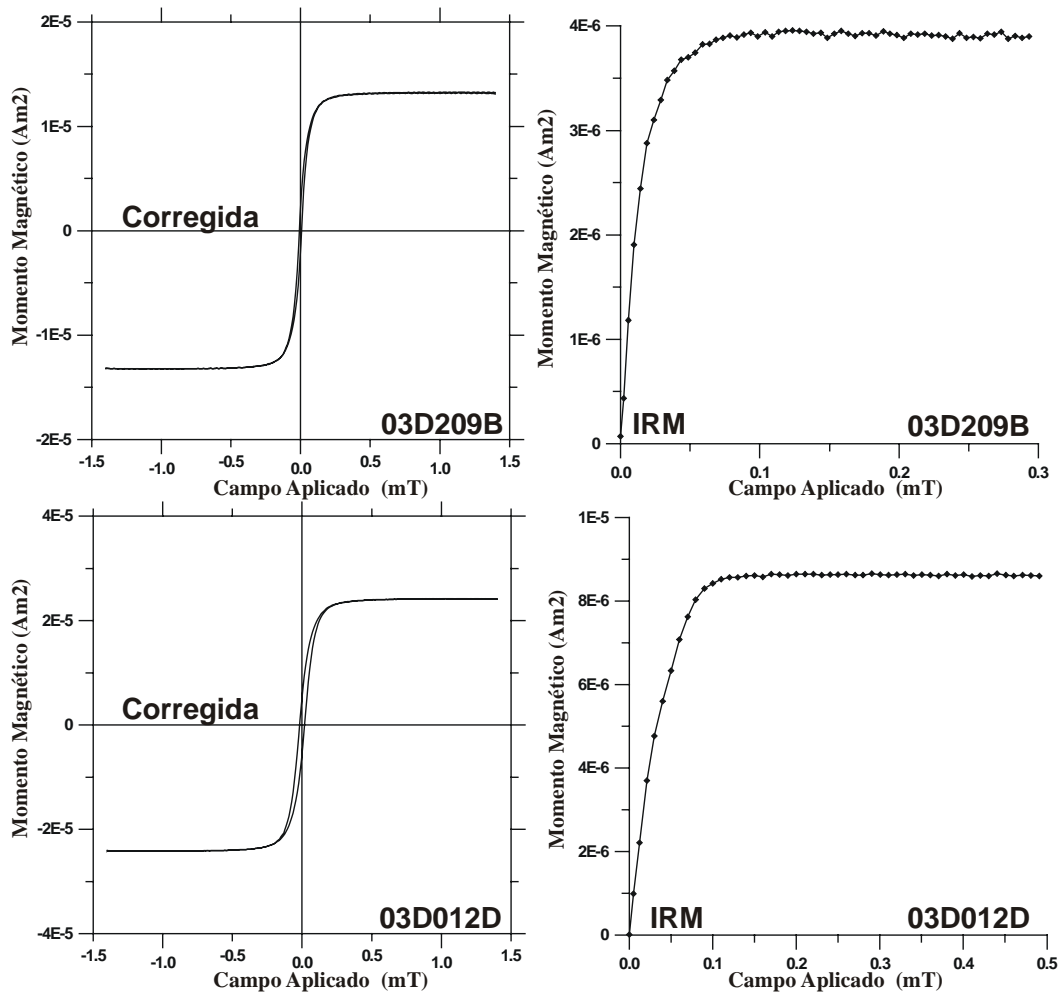 2E-5
1E-5
0
-1E-5
-2E-5
Momento Magnético (Am2)
Corregida
03D209B
-1.5 -1.0 -0.5 0.0 0.5 1.0 1.5
Campo Aplicado (mT)
4E-6
3E-6
2E-6
1E-6
0
Momento Magnético (Am2)
IRM 03D209B
0.0 0.1 0.2 0.3
Campo Aplicado (mT)
4E-5
2E-5
0
-2E-5
-4E-5
Momento Magnético (Am2)
Corregida
03D012D
-1.5 -1.0 -0.5 0.0 0.5 1.0 1.5
Campo Aplicado (mT)
1E-5
8E-6
6E-6
4E-6
2E-6
0
Momento Magnético (Am2)
IRM 03D012D
0.0 0.1 0.2 0.3 0.4 0.5
Campo Aplicado (mT)